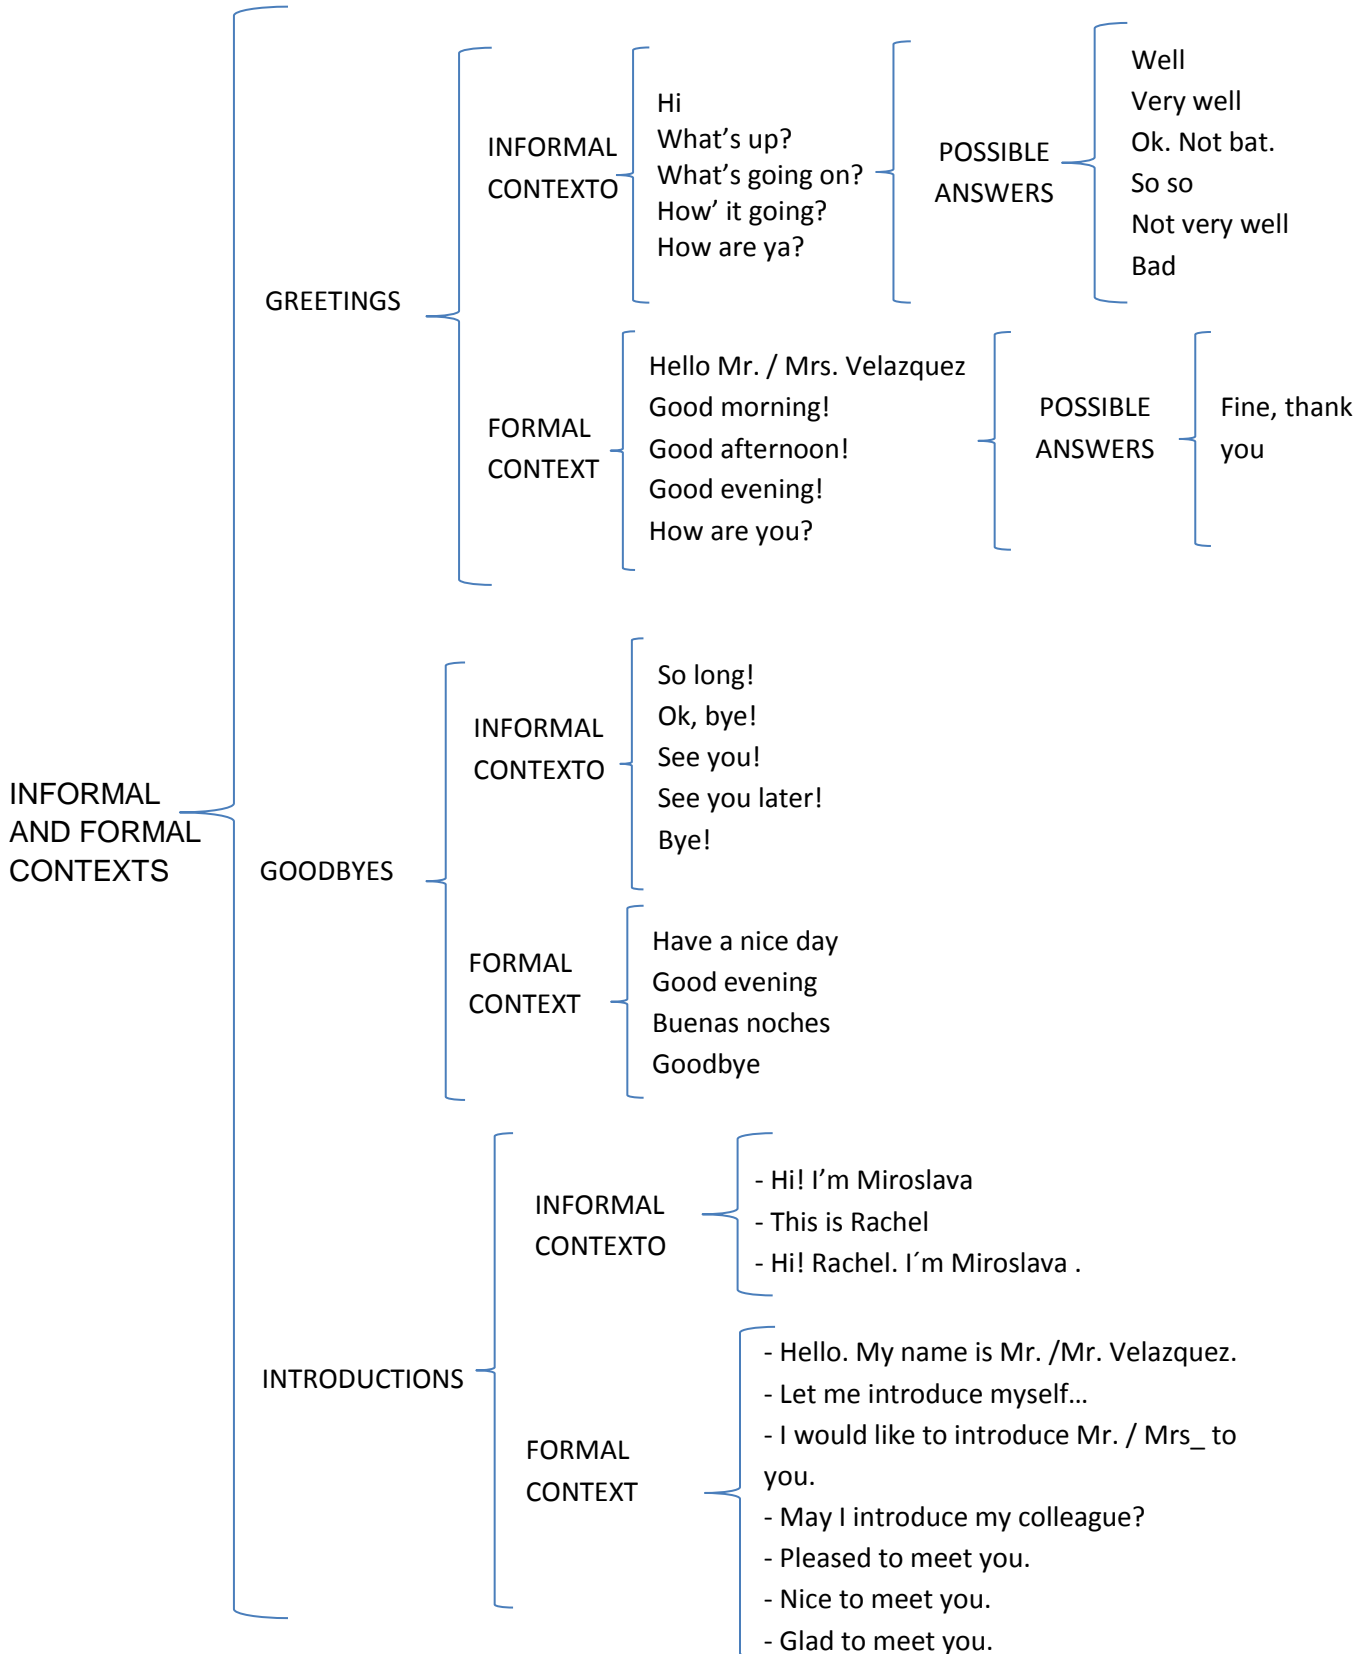 INFORMAL
AND FORMAL
CONTEXTS
GREETINGS
INFORMAL
CONTEXTO
Hi
What’s up?
What’s going on?
How’ it going?
How are ya?
POSSIBLE
ANSWERS
Well
Very well
Ok. Not bat.
So so
Not very well
Bad
FORMAL
CONTEXT
Hello Mr. / Mrs. Velazquez
Good morning!
Good afternoon!
Good evening!
How are you?
POSSIBLE
ANSWERS
Fine, thank
you
GOODBYES
INFORMAL
CONTEXTO
So long!
Ok, bye!
See you!
See you later!
Bye!
FORMAL
CONTEXT
Have a nice day
Good evening
Buenas noches
Goodbye
INTRODUCTIONS
INFORMAL
CONTEXTO
- Hi! I’m Miroslava
- This is Rachel
- Hi! Rachel. I´m Miroslava .
FORMAL
CONTEXT
- Hello. My name is Mr. /Mr. Velazquez.
- Let me introduce myself…
- I would like to introduce Mr. / Mrs_ to
you.
- May I introduce my colleague?
- Pleased to meet you.
- Nice to meet you.
- Glad to meet you.